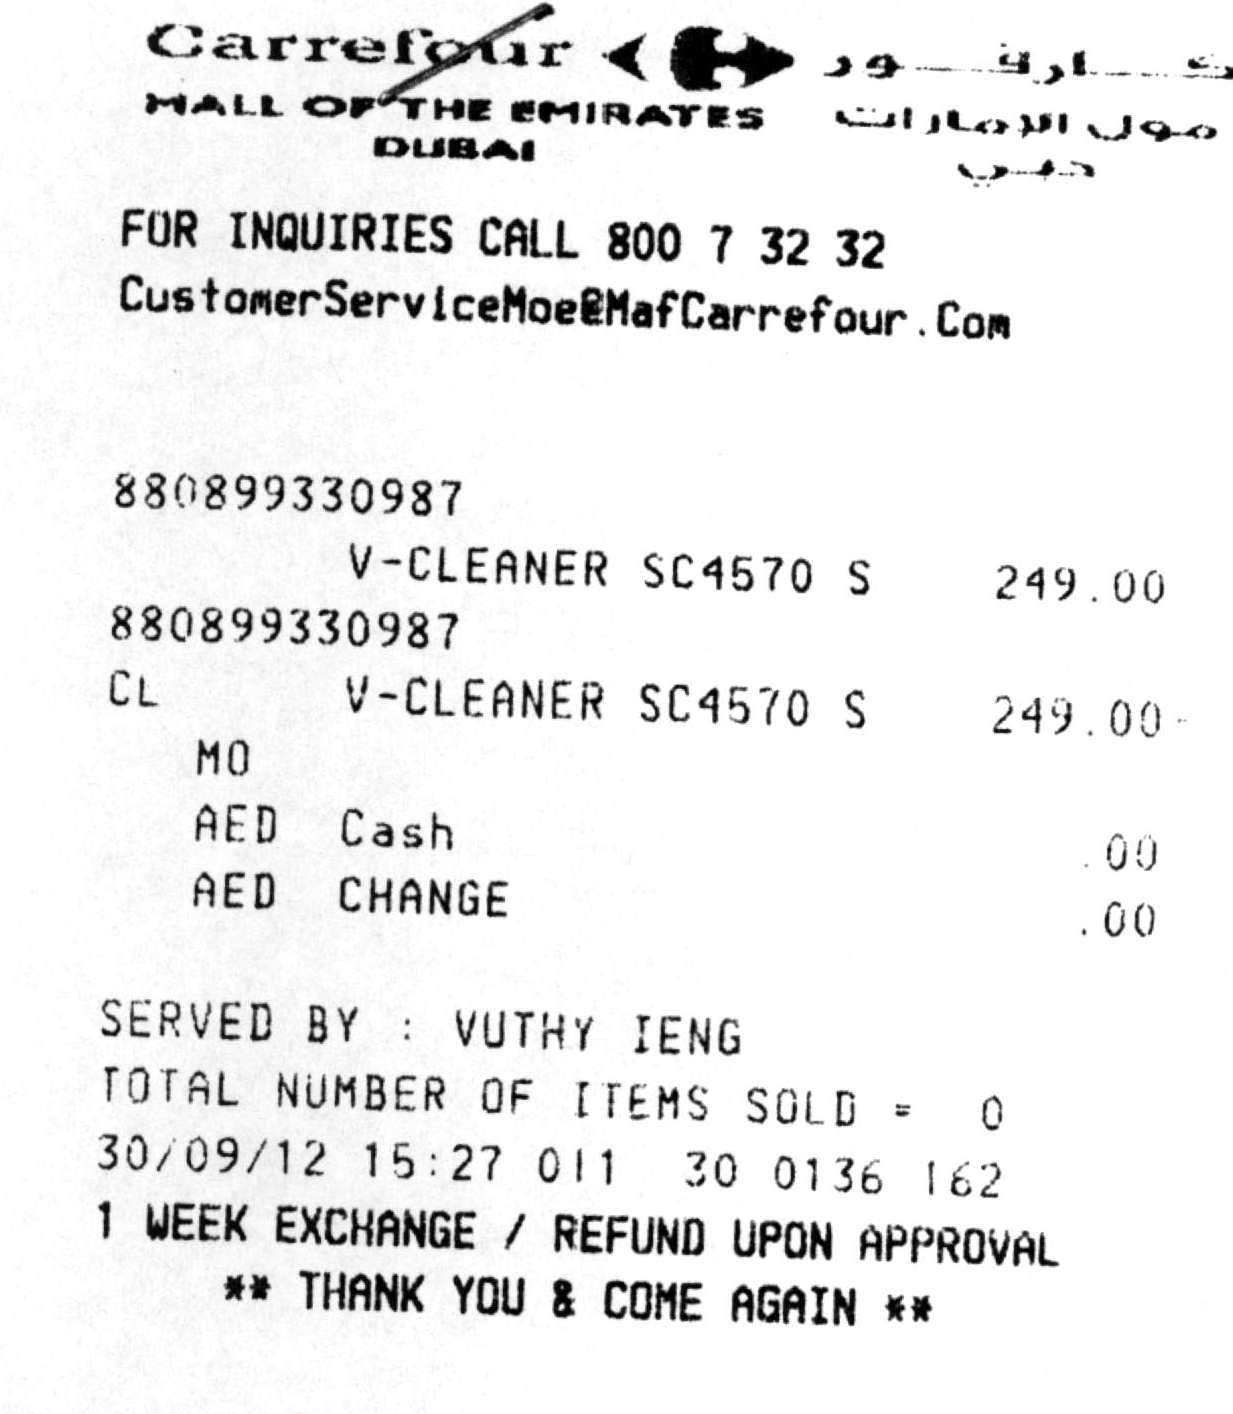 Carrefour كارفور
MALL OF THE EMIRATES مول الامارات
DUBAI دبي
FOR INQUIRIES CALL 800 7 32 32
CustomerServiceMoe@MafCarrefour.Com
880899330987
V-CLEANER SC4570 S 249.00
880899330987
CL V-CLEANER SC4570 S 249.00-
MO
AED Cash .00
AED CHANGE .00
SERVED BY : VUTHY IENG
TOTAL NUMBER OF ITEMS SOLD = 0
30/09/12 15:27 011 30 0136 162
1 WEEK EXCHANGE / REFUND UPON APPROVAL
** THANK YOU & COME AGAIN **